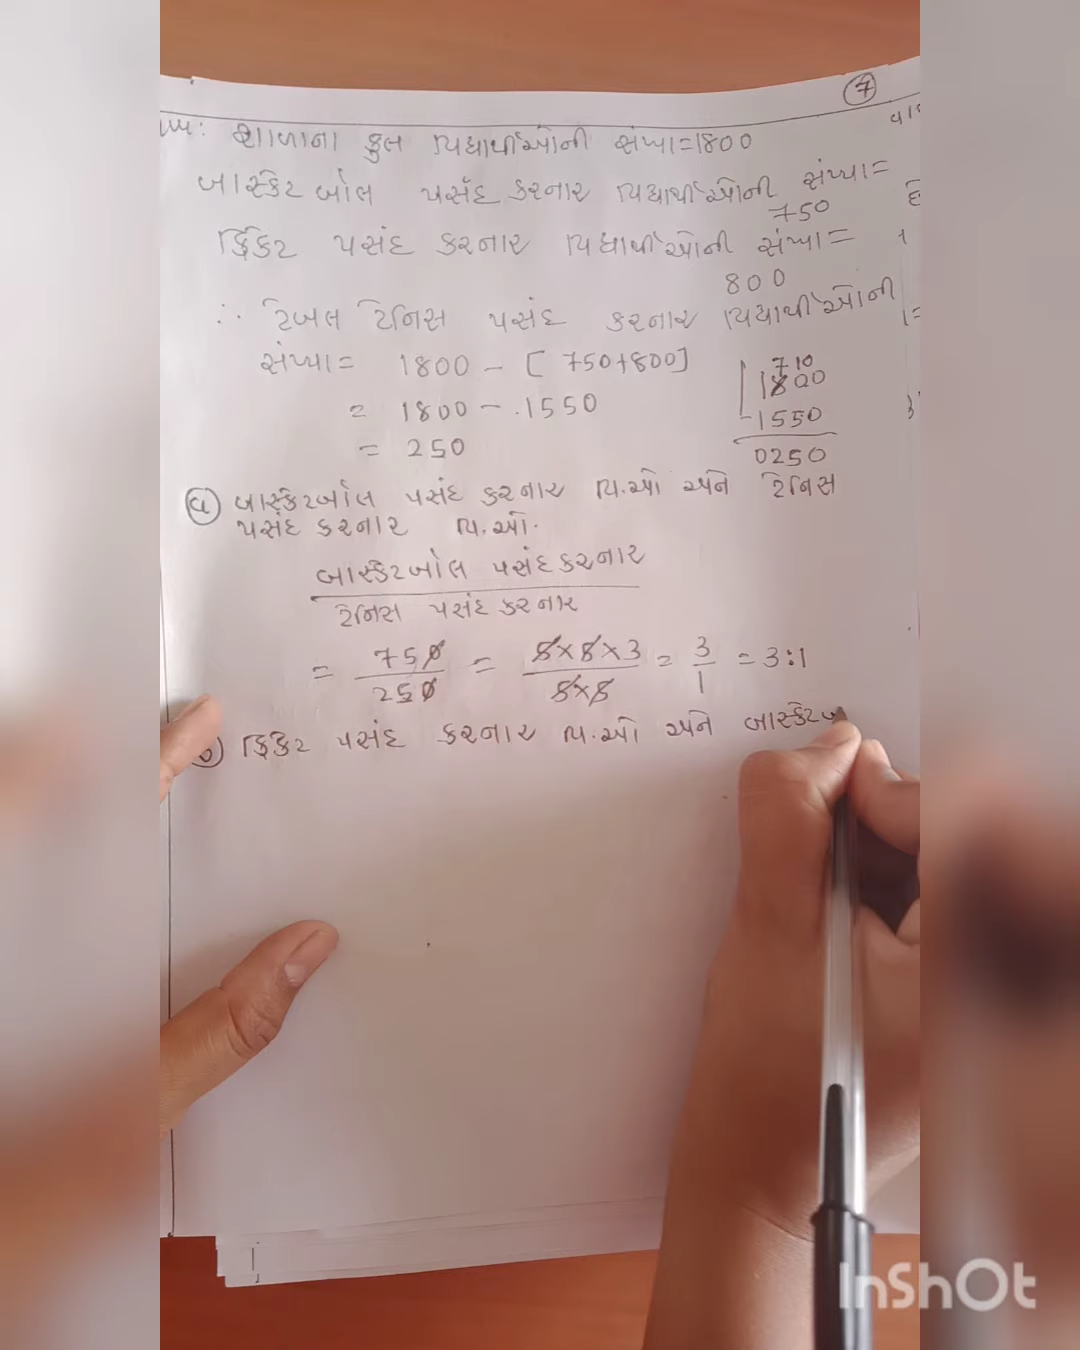 7
શાળાના કુલ વિદ્યાર્થીઓની સંખ્યા=1800
બાસ્કેટ બોલ પસંદ કરનાર વિદ્યાર્થીઓની સંખ્યા=
750
ક્રિકેટ પસંદ કરનાર વિદ્યાર્થીઓની સંખ્યા=
800
∴ ટેબલ ટેનિસ પસંદ કરનાર વિદ્યાર્થીઓની
સંખ્યા= 1800 - [ 750+800]
= 1800 - 1550
= 250
7 10
1800
-1550
0250
a બાસ્કેટબોલ પસંદ કરનાર વિ.ઓ અને ટેનિસ
પસંદ કરનાર વિ.ઓ.
બાસ્કેટબોલ પસંદ કરનાર
ટેનિસ પસંદ કરનાર
= 750/250 = 5×5×3/5×5 = 3/1 = 3:1
ક્રિકેટ પસંદ કરનાર વિ.ઓ અને બાસ્કેટબ
InShOt